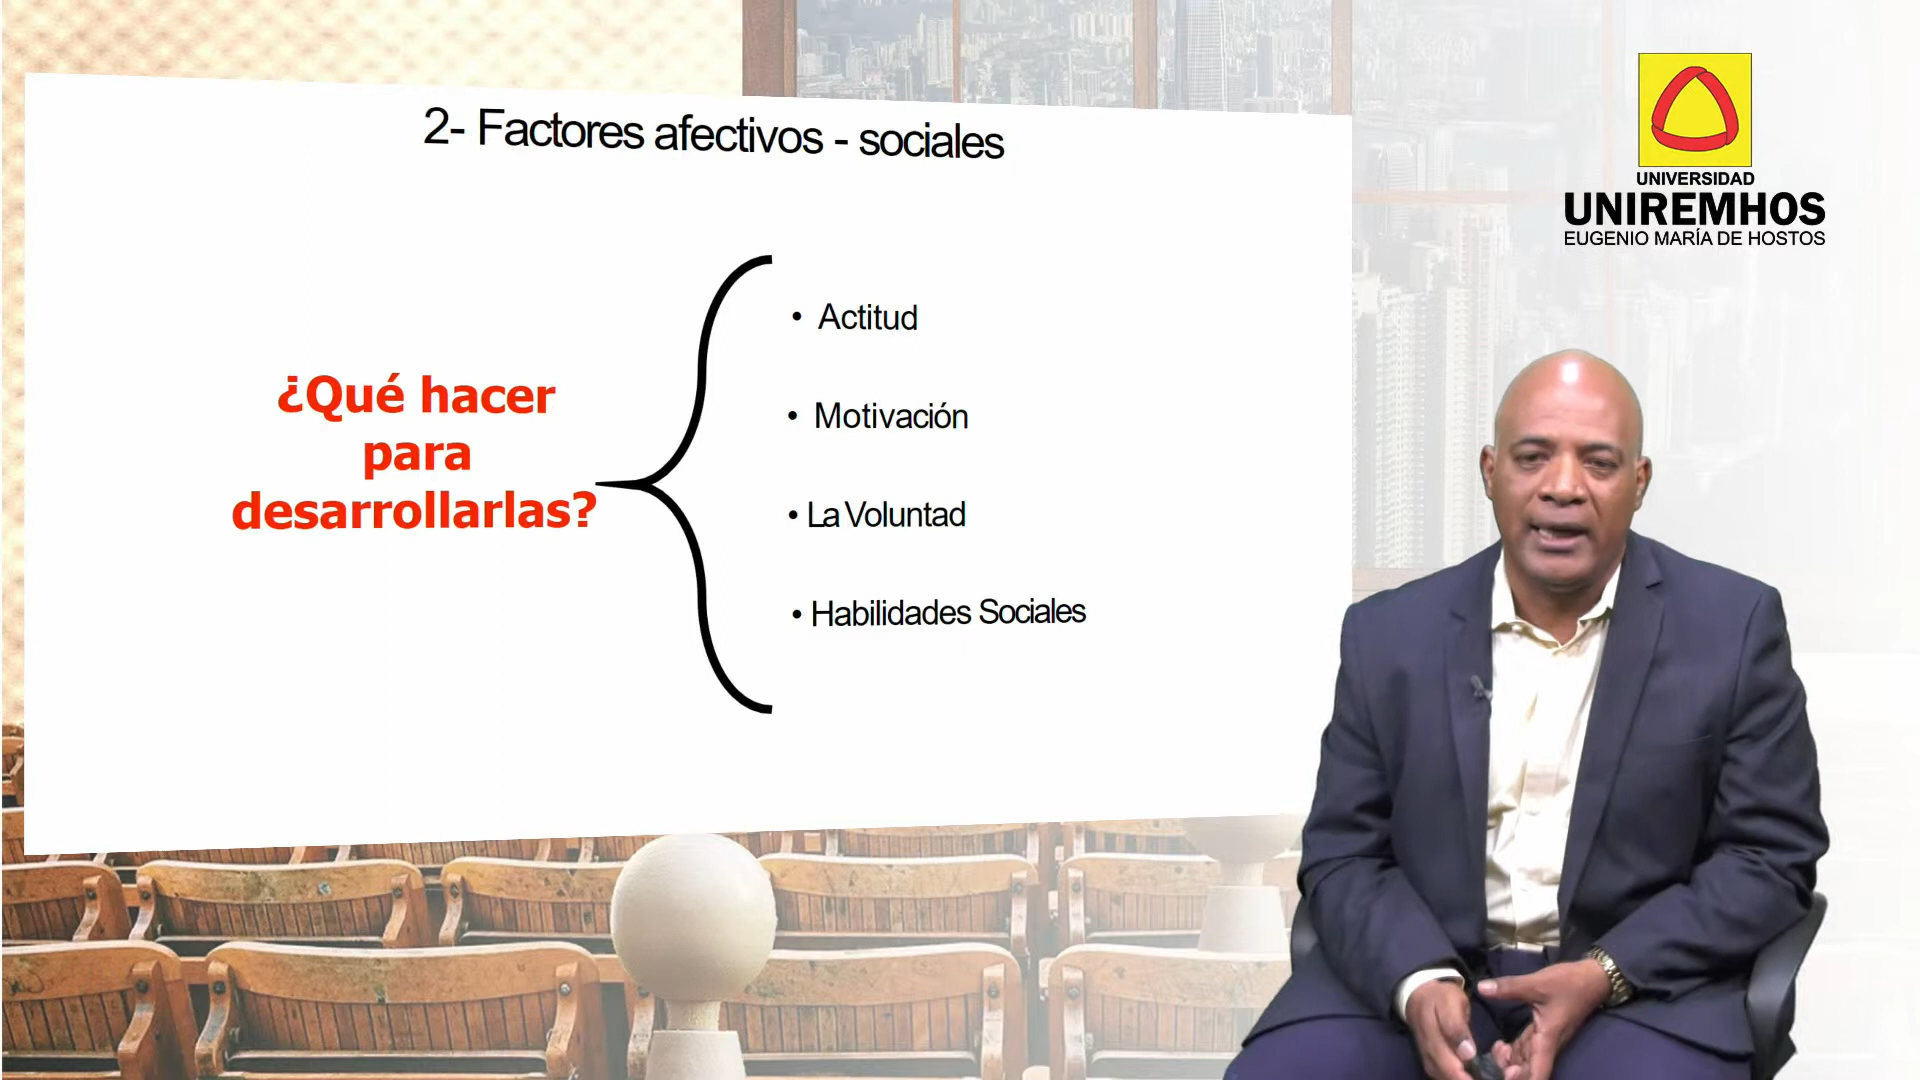 2- Factores afectivos - sociales
¿Qué hacer
para
desarrollarlas?
• Actitud
• Motivación
• La Voluntad
• Habilidades Sociales
UNIVERSIDAD
UNIREMHOS
EUGENIO MARÍA DE HOSTOS